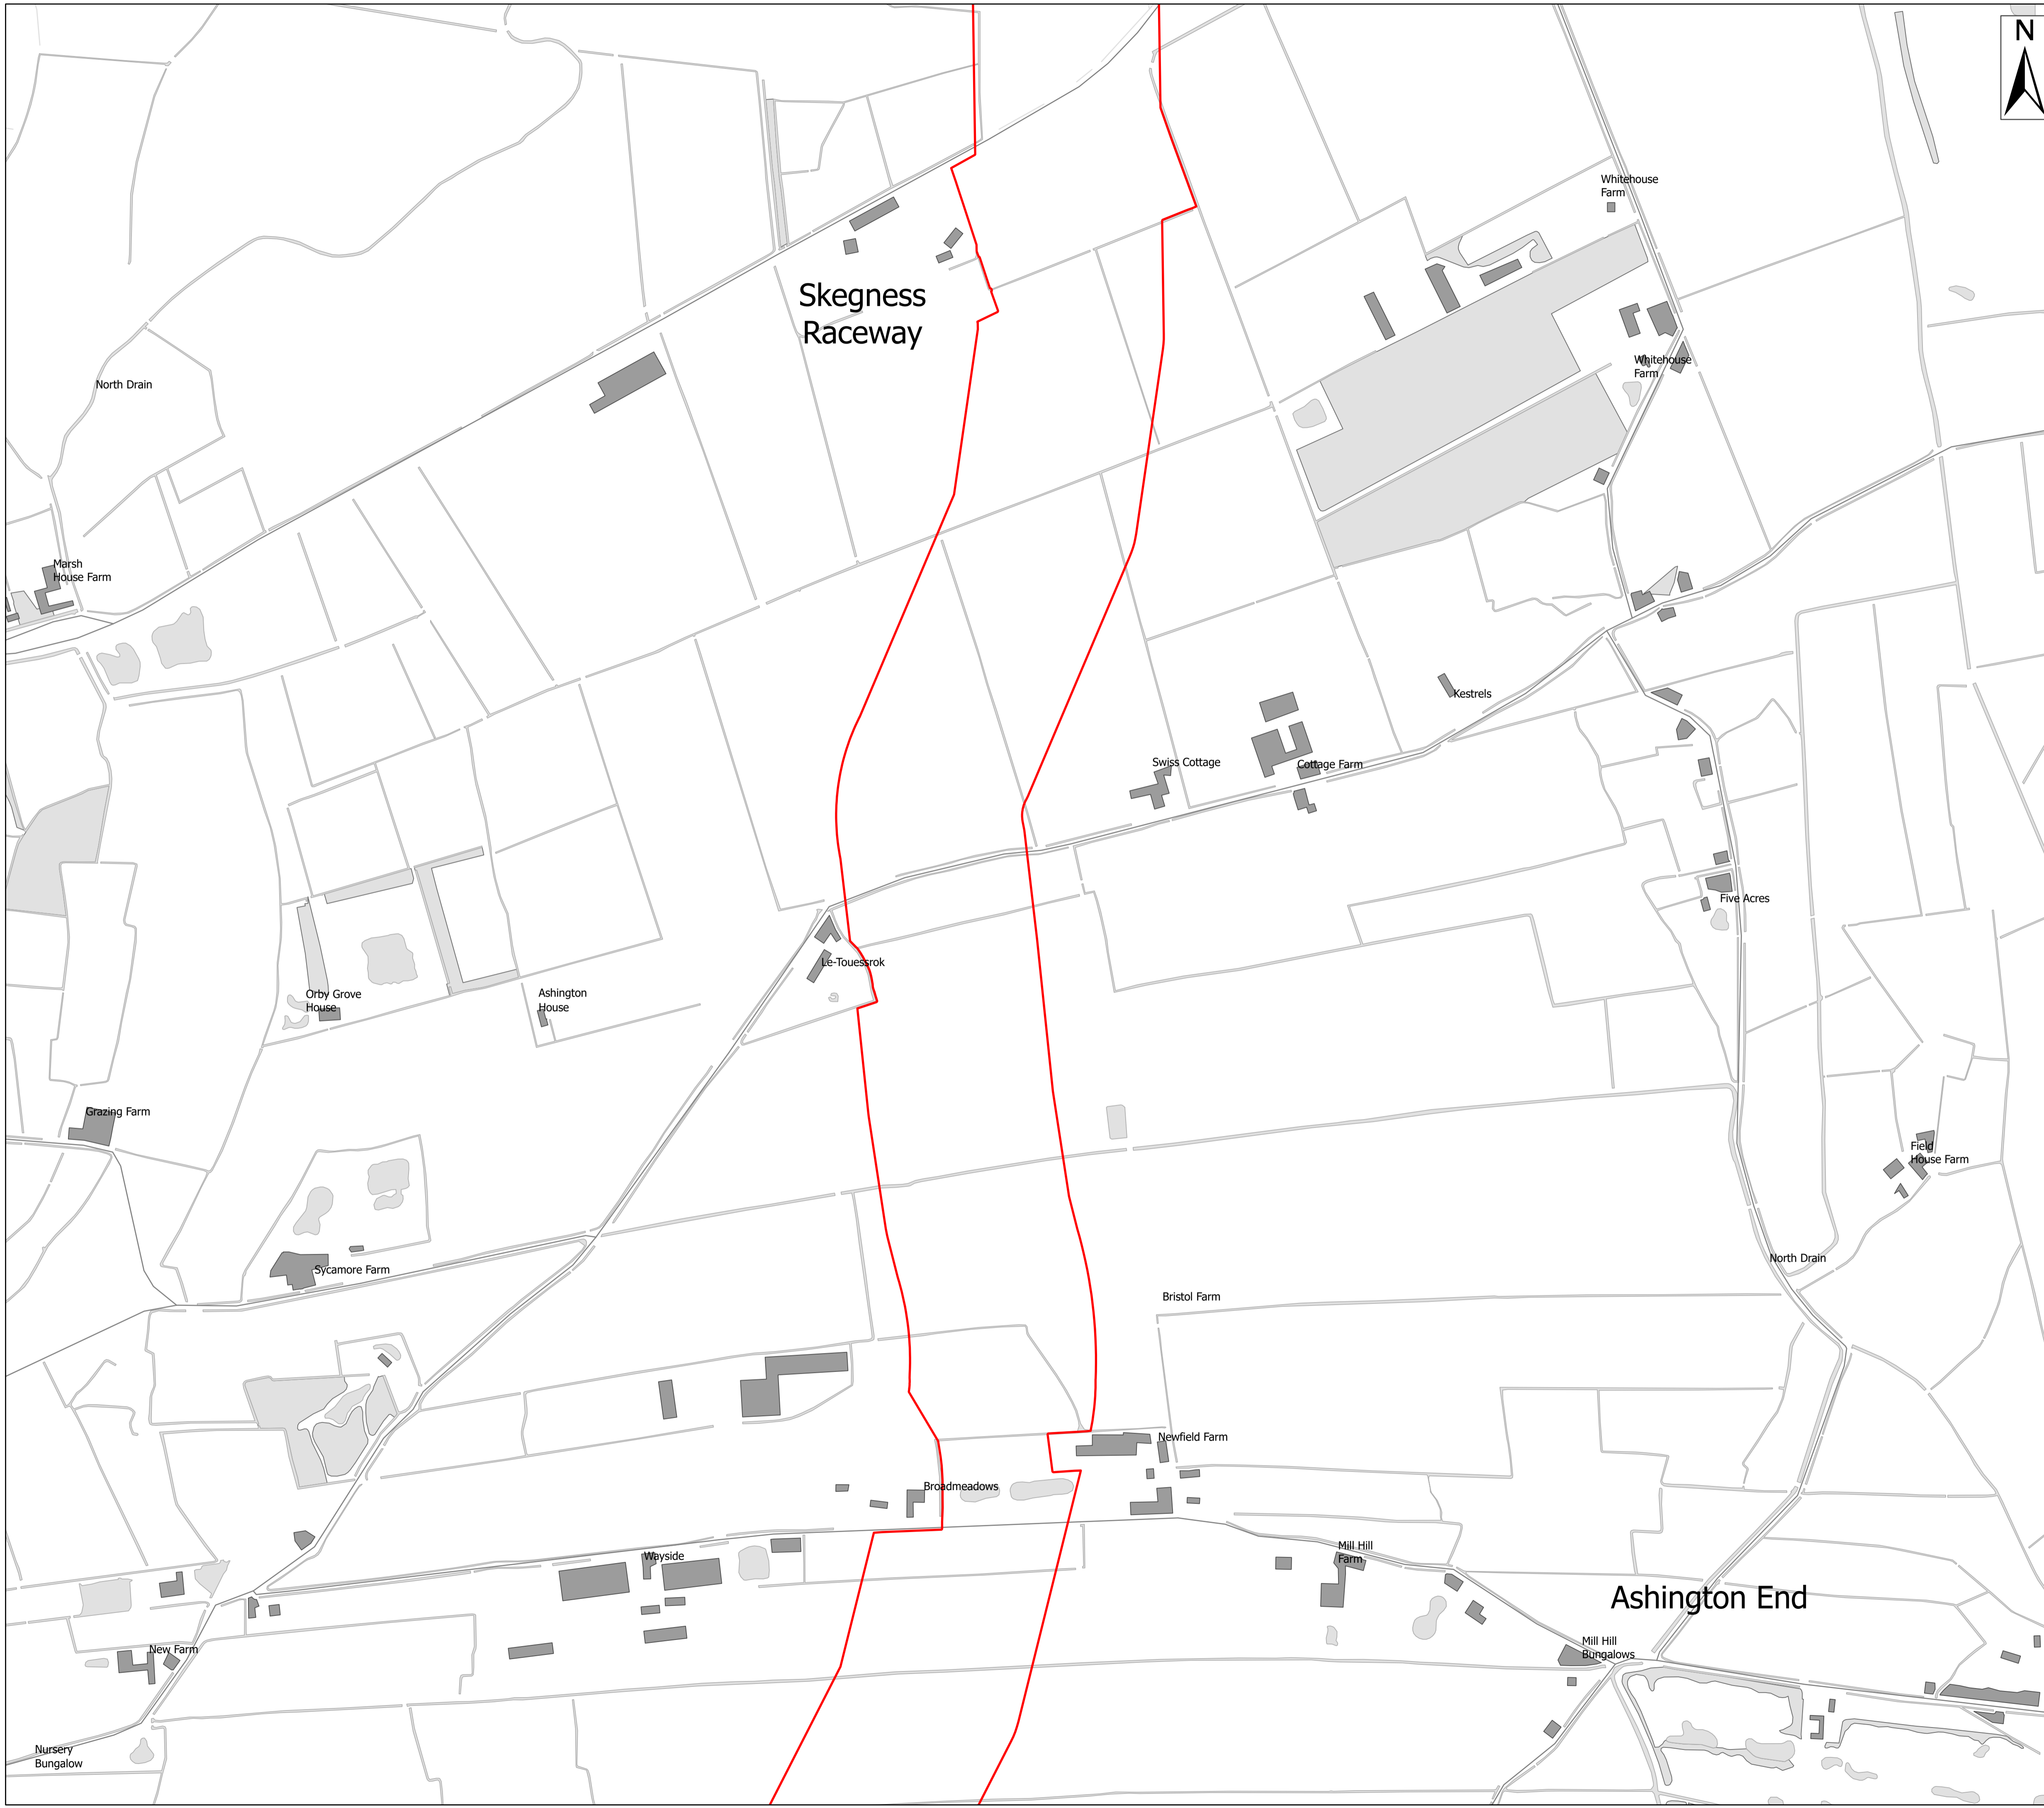 N
Whitehouse
Farm
Skegness
Raceway
Whitehouse
Farm
North Drain
Marsh
House Farm
Kestrels
Swiss Cottage
Cottage Farm
Five Acres
Le-Touessrok
Orby Grove
House
Ashington
House
Grazing Farm
Field
House Farm
North Drain
Sycamore Farm
Bristol Farm
Newfield Farm
Broadmeadows
Mill Hill
Farm
Wayside
Ashington End
New Farm
Mill Hill
Bungalows
Nursery
Bungalow